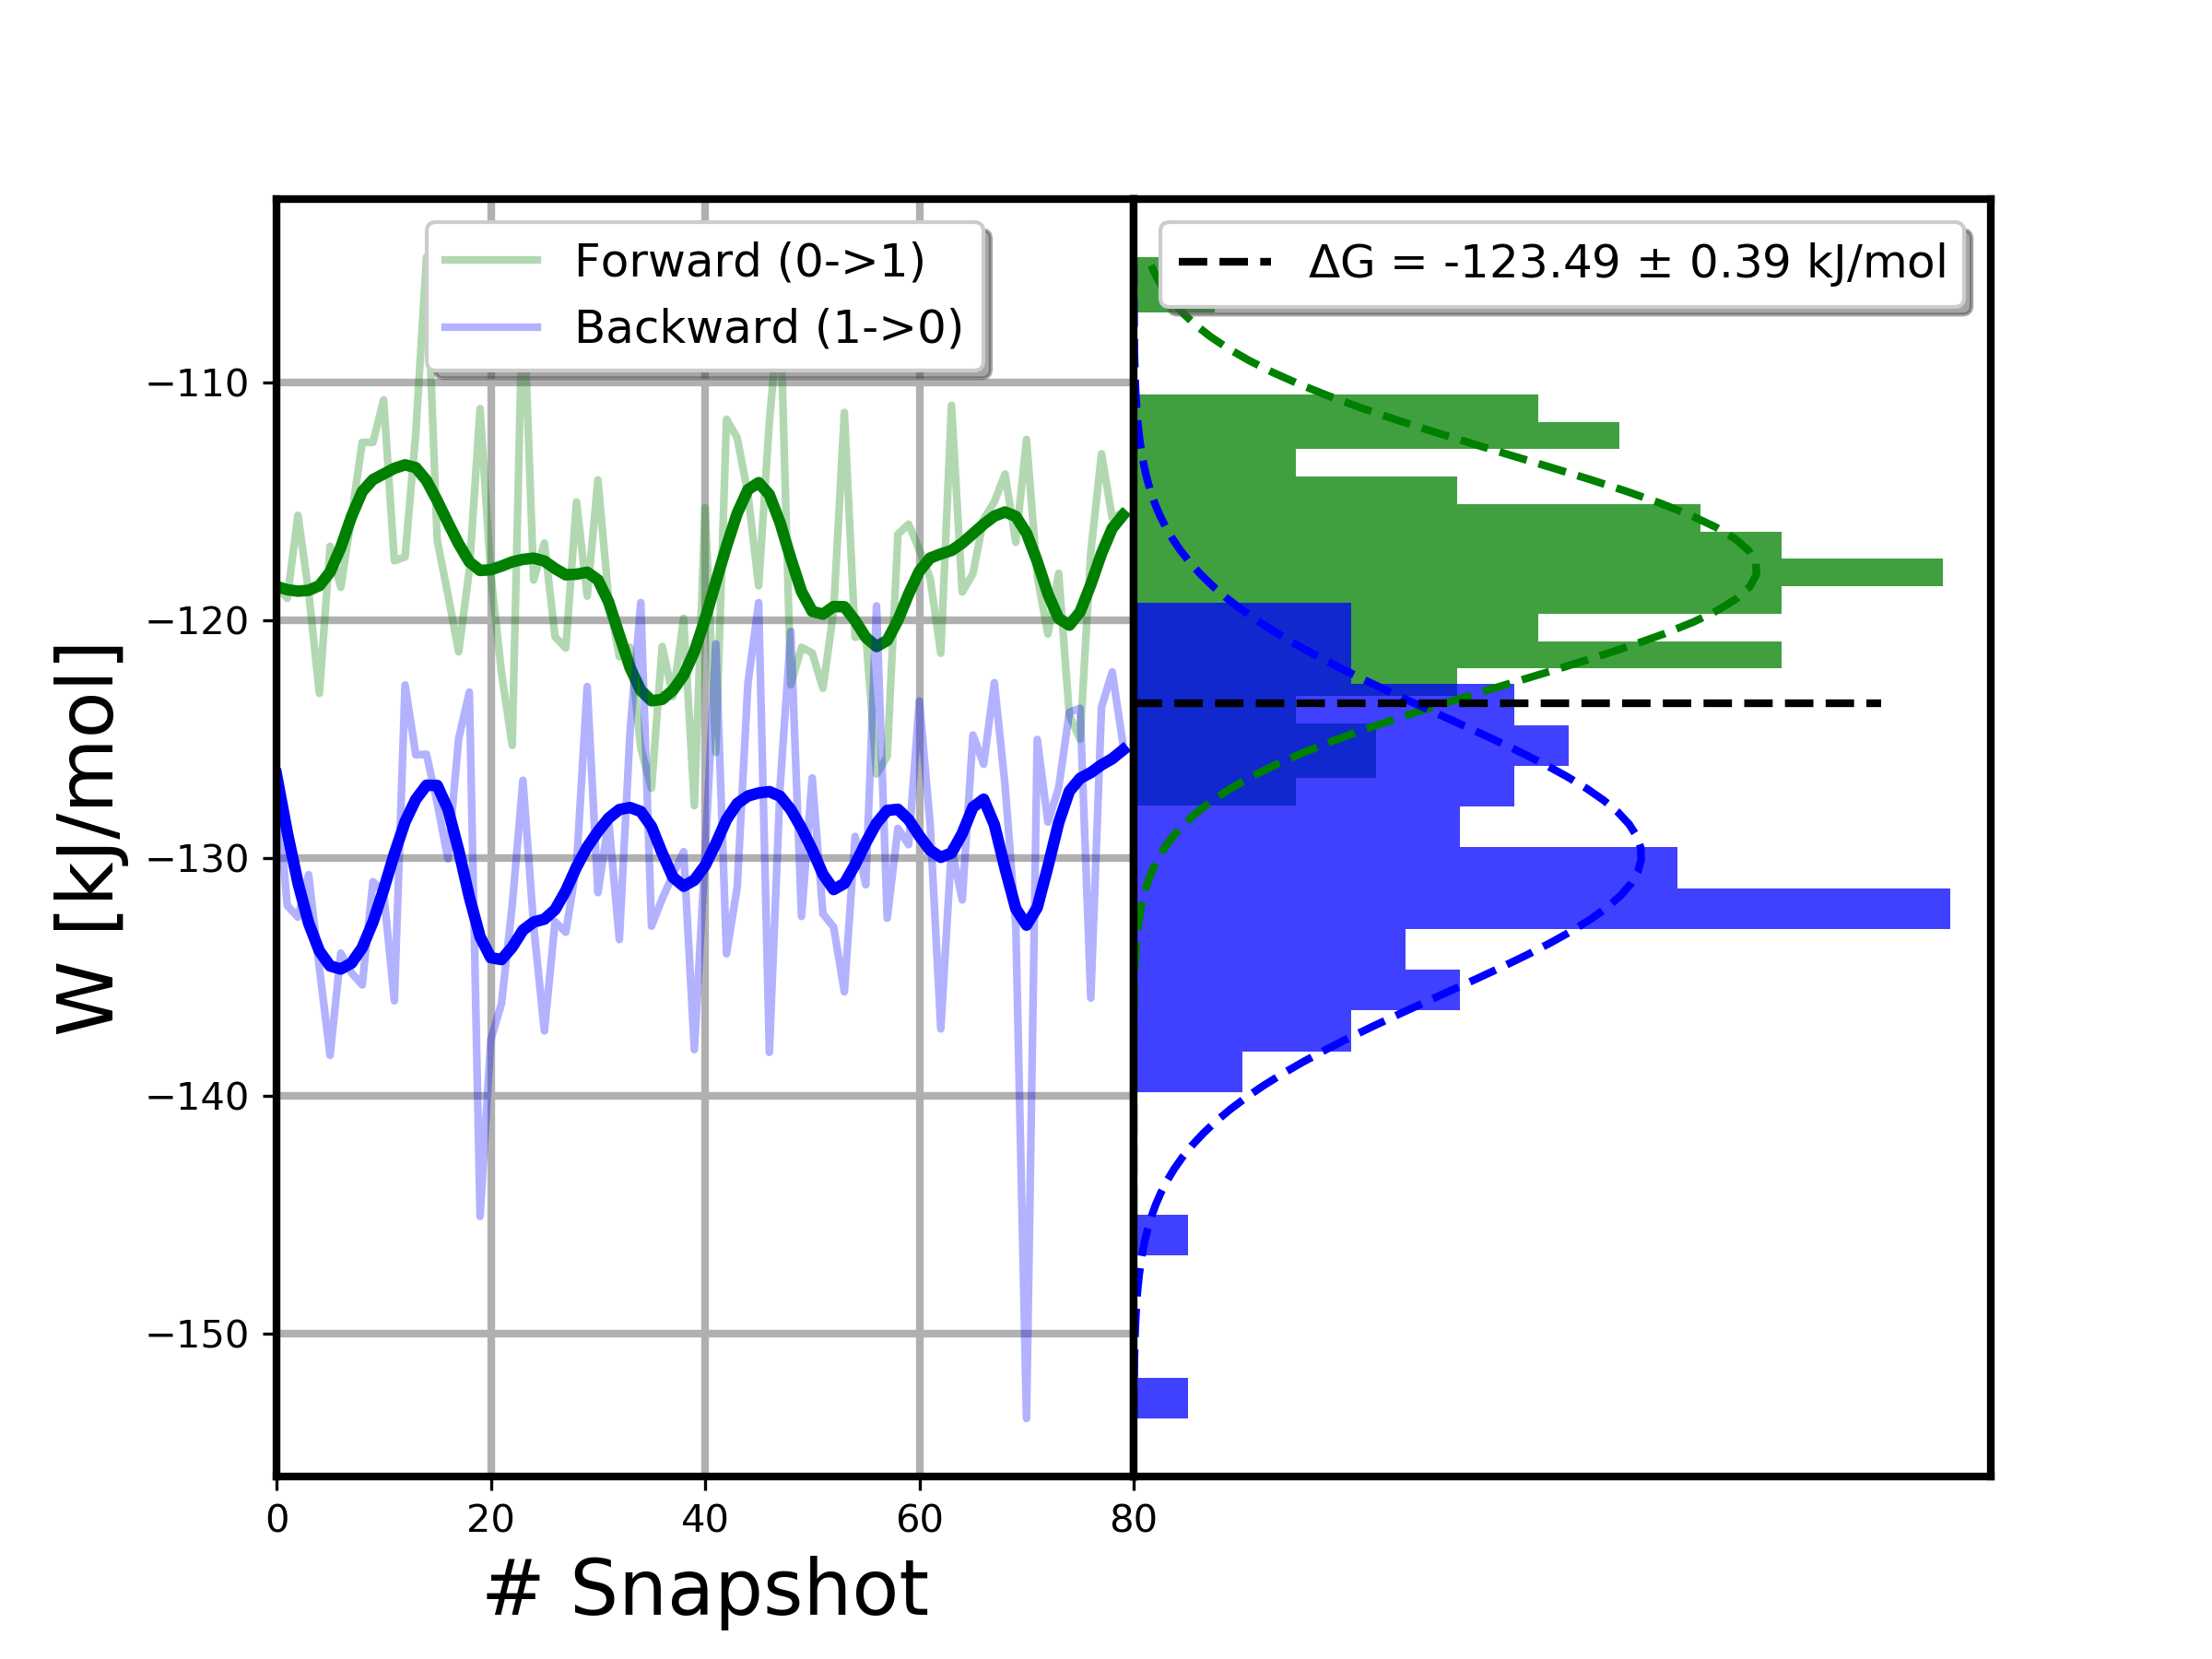 Forward (0->1)
Backward (1->0)
ΔG = -123.49 ± 0.39 kJ/mol
W [kJ/mol]
−110
−120
−130
−140
−150
0 20 40 60 80
# Snapshot